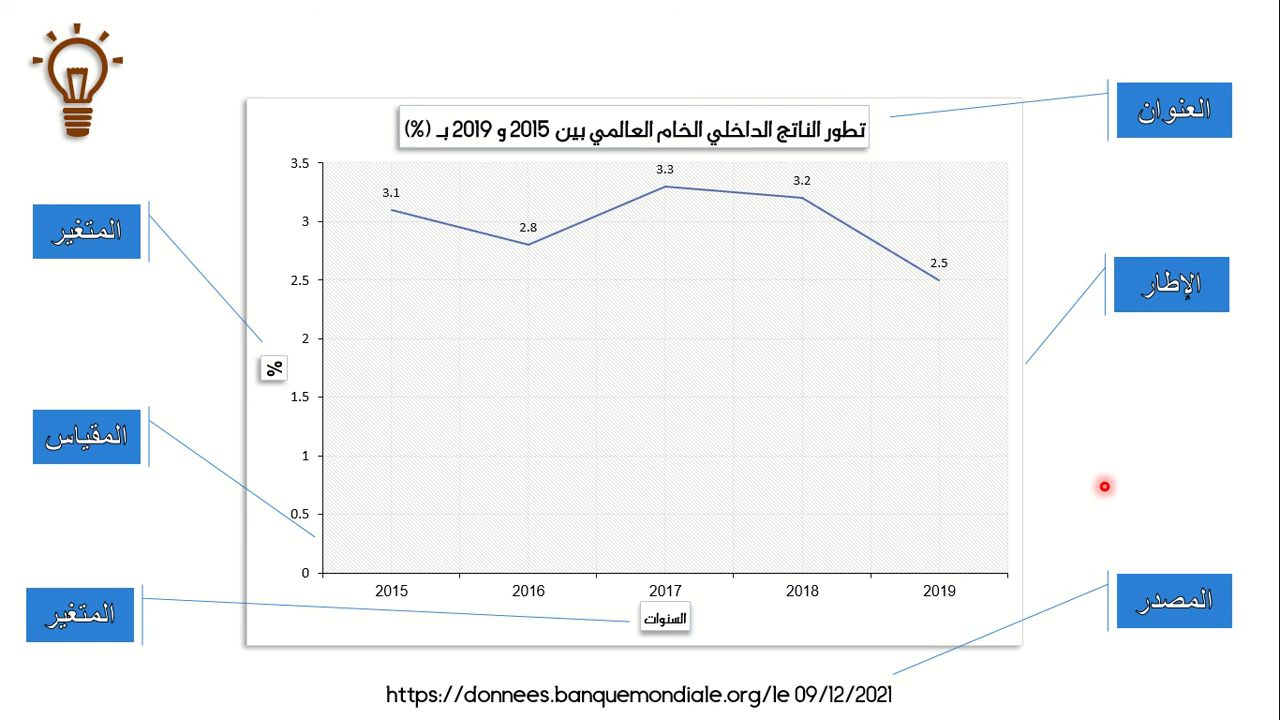 العنوان
تطور الناتج الداخلي الخام العالمي بين 2015 و 2019 بـ (%)
3.5
3
2.5
2
1.5
1
0.5
0
3.1
2.8
3.3
3.2
2.5
المتغير
الإطار
%
المقياس
2015 2016 2017 2018 2019
السنوات
المتغير
المصدر
https://donnees.banquemondiale.org/le 09/12/2021